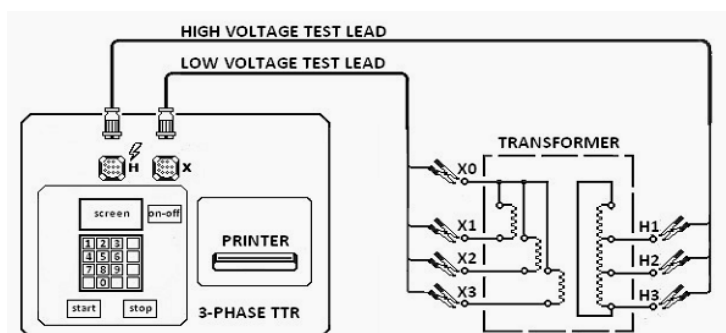 HIGH VOLTAGE TEST LEAD
LOW VOLTAGE TEST LEAD
TRANSFORMER
H X
X0
screen on-off
X1
H1
1 2 3
4 5 6
7 8 9
0
PRINTER
X2
H2
X3
H3
start stop
3-PHASE TTR